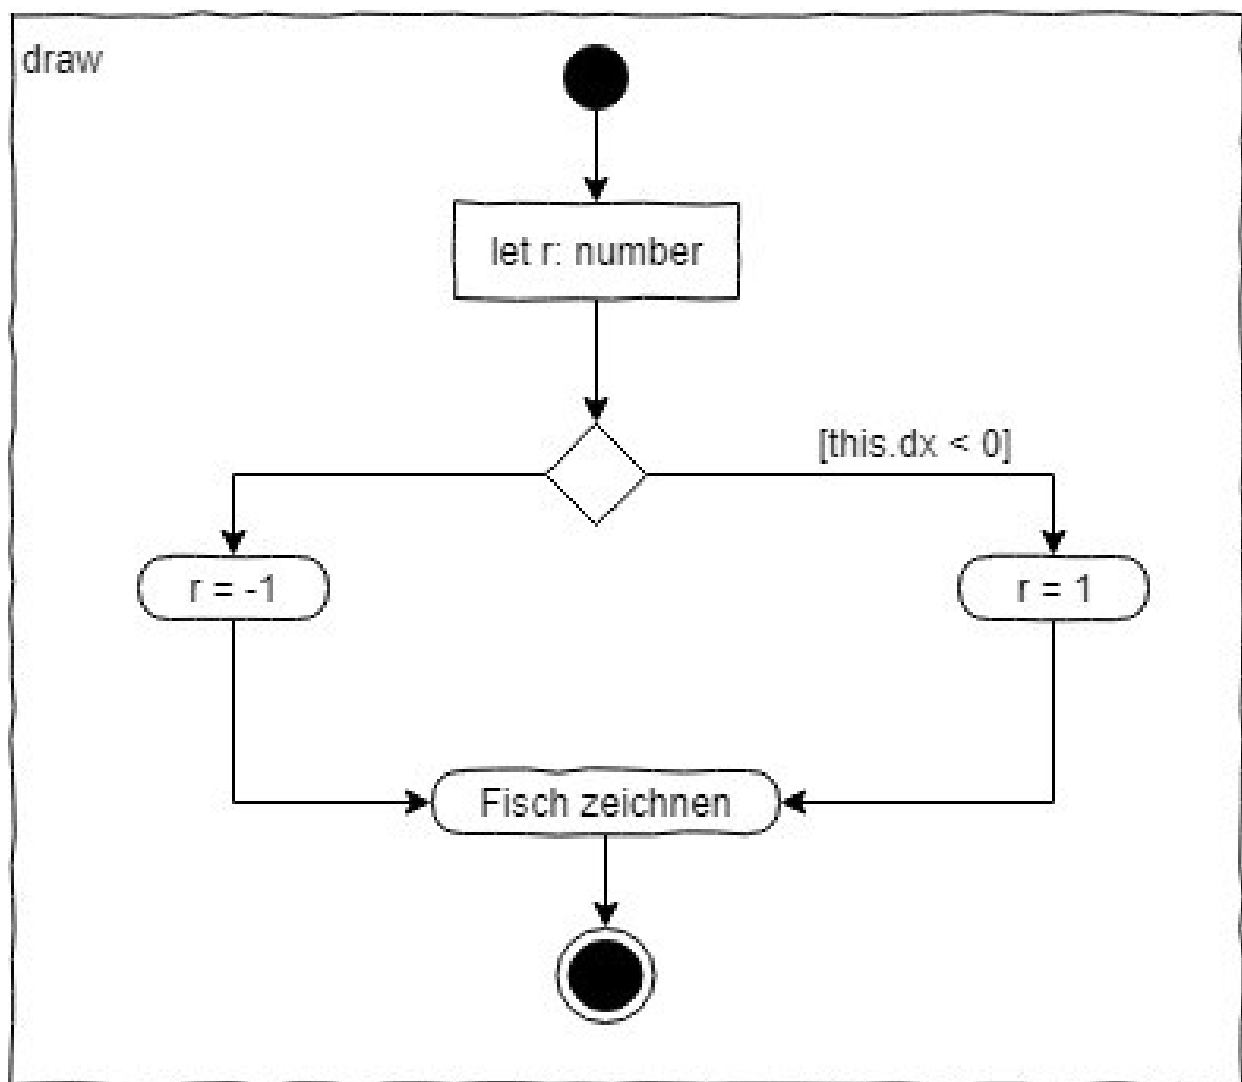 draw
let r: number
[this.dx < 0]
r = -1
r = 1
Fisch zeichnen